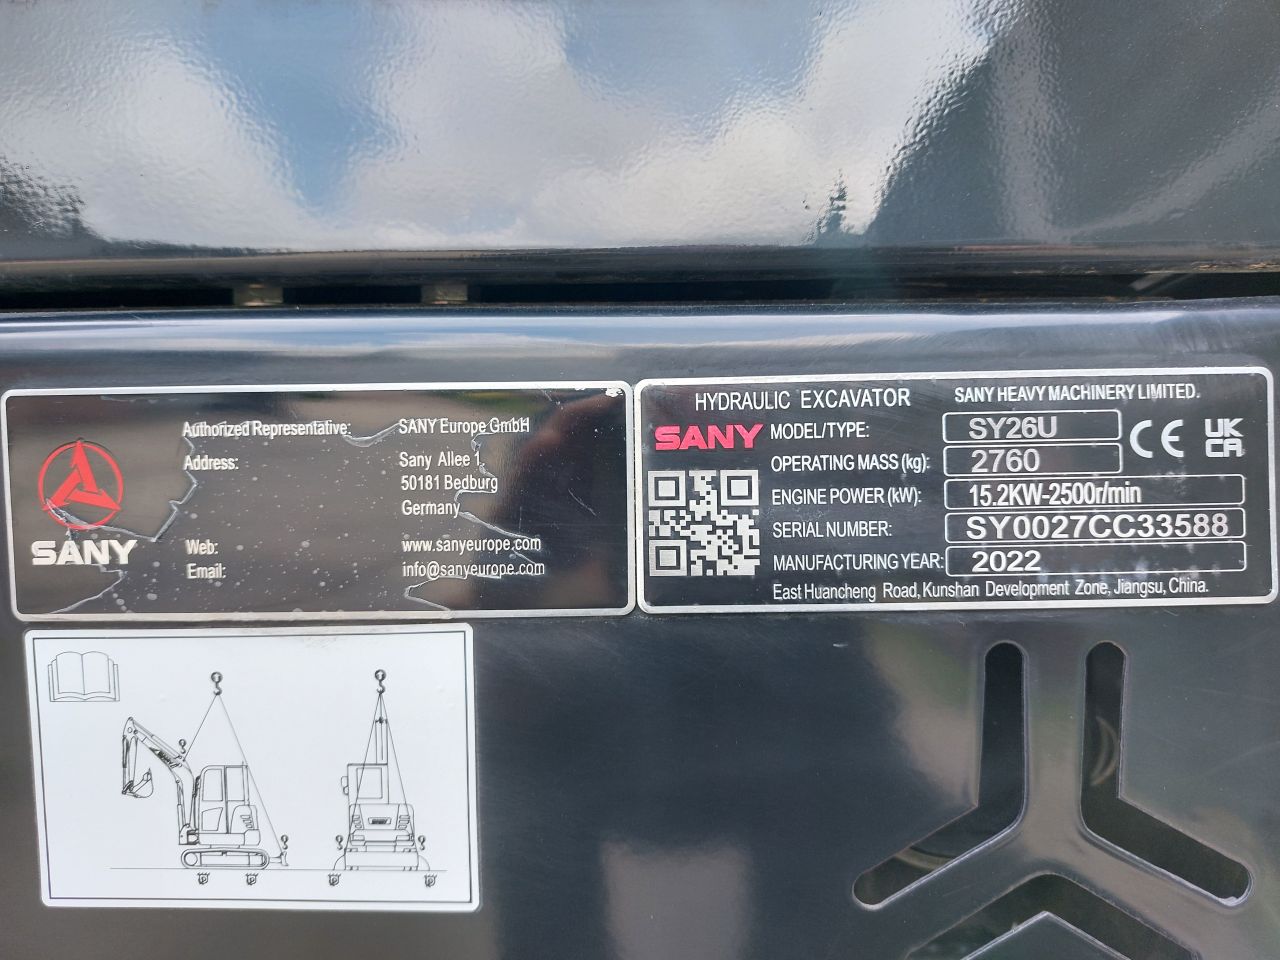 Authorized Representative: SANY Europe GmbH
Address: Sany Allee 1
50181 Bedburg
Germany
SANY
Web: www.sanyeurope.com
Email: info@sanyeurope.com
HYDRAULIC EXCAVATOR SANY HEAVY MACHINERY LIMITED.
SANY MODEL/TYPE: SY26U CE UK CA
OPERATING MASS (kg): 2760
ENGINE POWER (kW): 15.2KW-2500r/min
SERIAL NUMBER: SY0027CC33588
MANUFACTURING YEAR: 2022
East Huancheng Road, Kunshan Development Zone, Jiangsu, China.